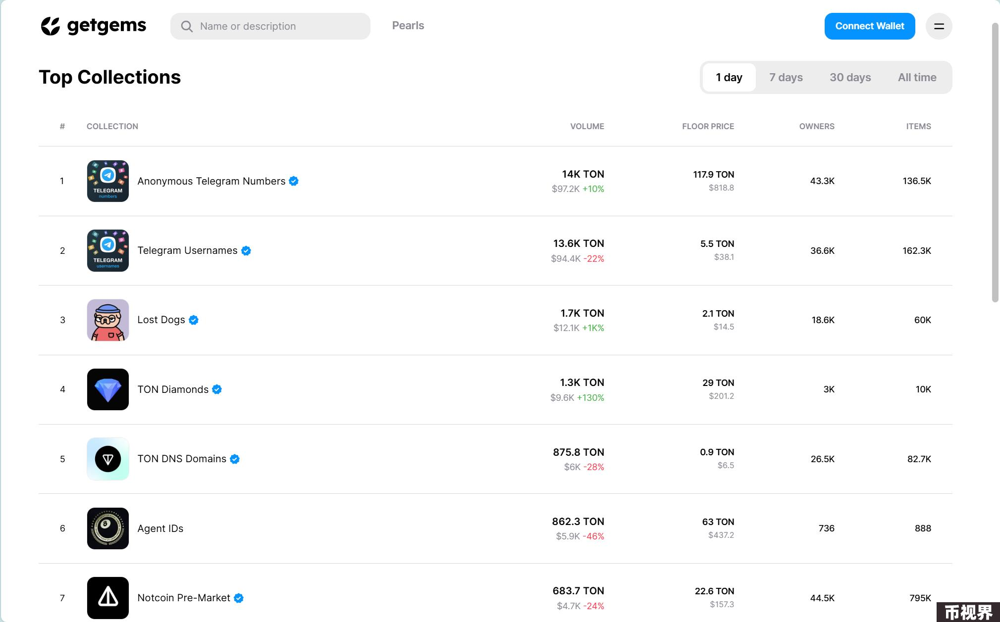 getgems
Name or description
Pearls
Connect Wallet
Top Collections
1 day
7 days
30 days
All time
# COLLECTION VOLUME FLOOR PRICE OWNERS ITEMS
TELEGRAM
numbers
1 Anonymous Telegram Numbers 14K TON 117.9 TON 43.3K 136.5K
$97.2K +10% $818.8
TELEGRAM
usernames
2 Telegram Usernames 13.6K TON 5.5 TON 36.6K 162.3K
$94.4K -22% $38.1
3 Lost Dogs 1.7K TON 2.1 TON 18.6K 60K
$12.1K +1K% $14.5
4 TON Diamonds 1.3K TON 29 TON 3K 10K
$9.6K +130% $201.2
5 TON DNS Domains 875.8 TON 0.9 TON 26.5K 82.7K
$6K -28% $6.5
8
6 Agent IDs 862.3 TON 63 TON 736 888
$5.9K -46% $437.2
7 Notcoin Pre-Market 683.7 TON 22.6 TON 44.5K 795K
$4.7K -24% $157.3
币视界